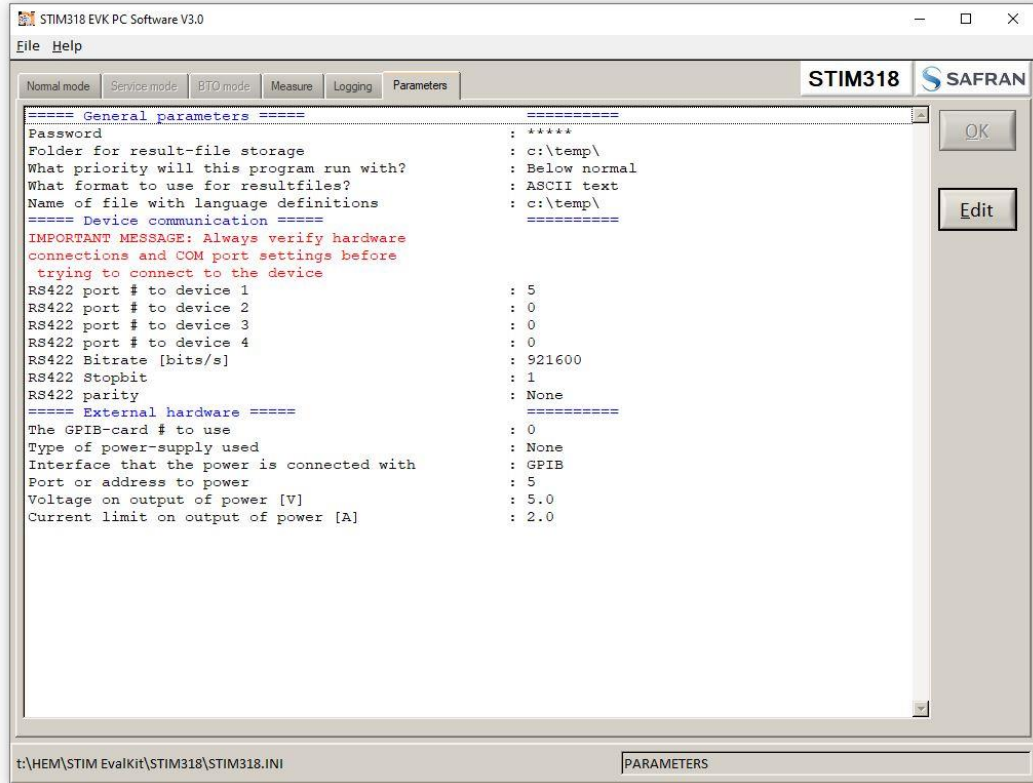 STIM318 EVK PC Software V3.0
File Help
Normal mode Service mode BTO mode Measure Logging Parameters STIM318 SAFRAN
===== General parameters ===== ==========
Password : *****
Folder for result-file storage : c:\temp\
What priority will this program run with? : Below normal
What format to use for resultfiles? : ASCII text
Name of file with language definitions : c:\temp\
===== Device communication ===== ==========
IMPORTANT MESSAGE: Always verify hardware
connections and COM port settings before
trying to connect to the device
RS422 port # to device 1 : 5
RS422 port # to device 2 : 0
RS422 port # to device 3 : 0
RS422 port # to device 4 : 0
RS422 Bitrate [bits/s] : 921600
RS422 Stopbit : 1
RS422 parity : None
===== External hardware ===== ==========
The GPIB-card # to use : 0
Type of power-supply used : None
Interface that the power is connected with : GPIB
Port or address to power : 5
Voltage on output of power [V] : 5.0
Current limit on output of power [A] : 2.0
OK
Edit
t:\HEM\STIM EvalKit\STIM318\STIM318.INI PARAMETERS